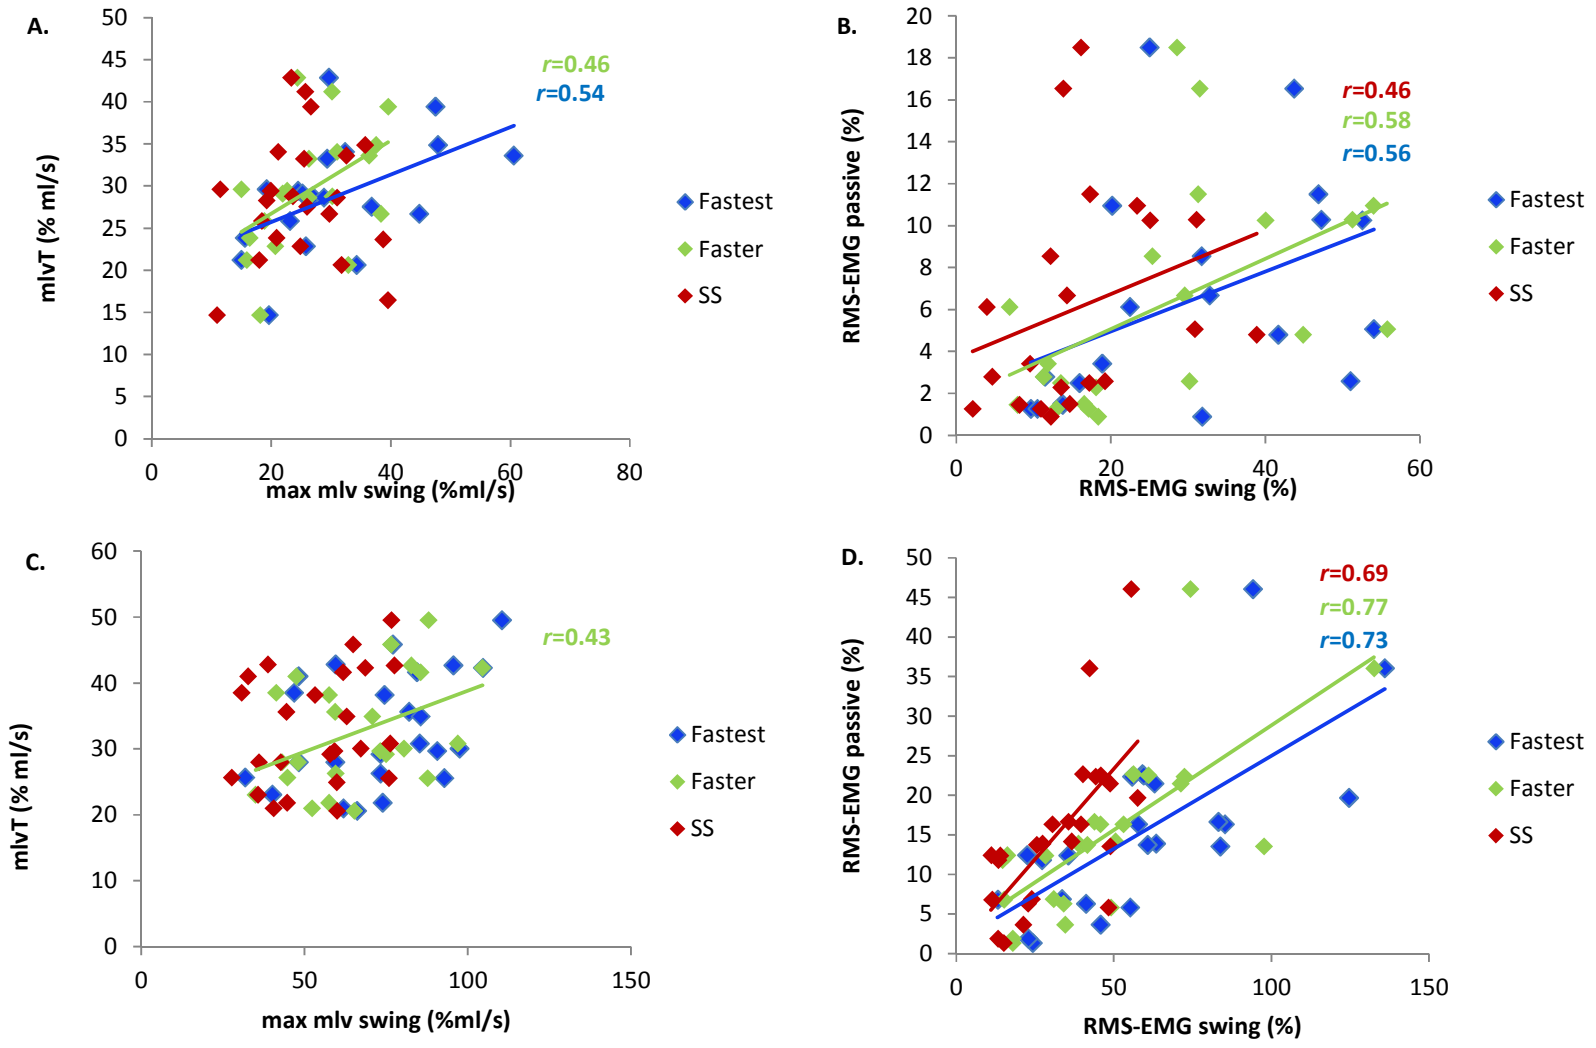 A.
50
45
40
35
30
25
20
15
10
5
0
0
20
40
60
80
mlvT (% ml/s)
max mlv swing (%ml/s)
r=0.46
r=0.54
Fastest
Faster
SS
B.
20
18
16
14
12
10
8
6
4
2
0
0
20
40
60
RMS-EMG passive (%)
RMS-EMG swing (%)
r=0.46
r=0.58
r=0.56
Fastest
Faster
SS
C.
60
50
40
30
20
10
0
0
50
100
150
mlvT (% ml/s)
max mlv swing (%ml/s)
r=0.43
Fastest
Faster
SS
D.
50
45
40
35
30
25
20
15
10
5
0
0
50
100
150
RMS-EMG passive (%)
RMS-EMG swing (%)
r=0.69
r=0.77
r=0.73
Fastest
Faster
SS